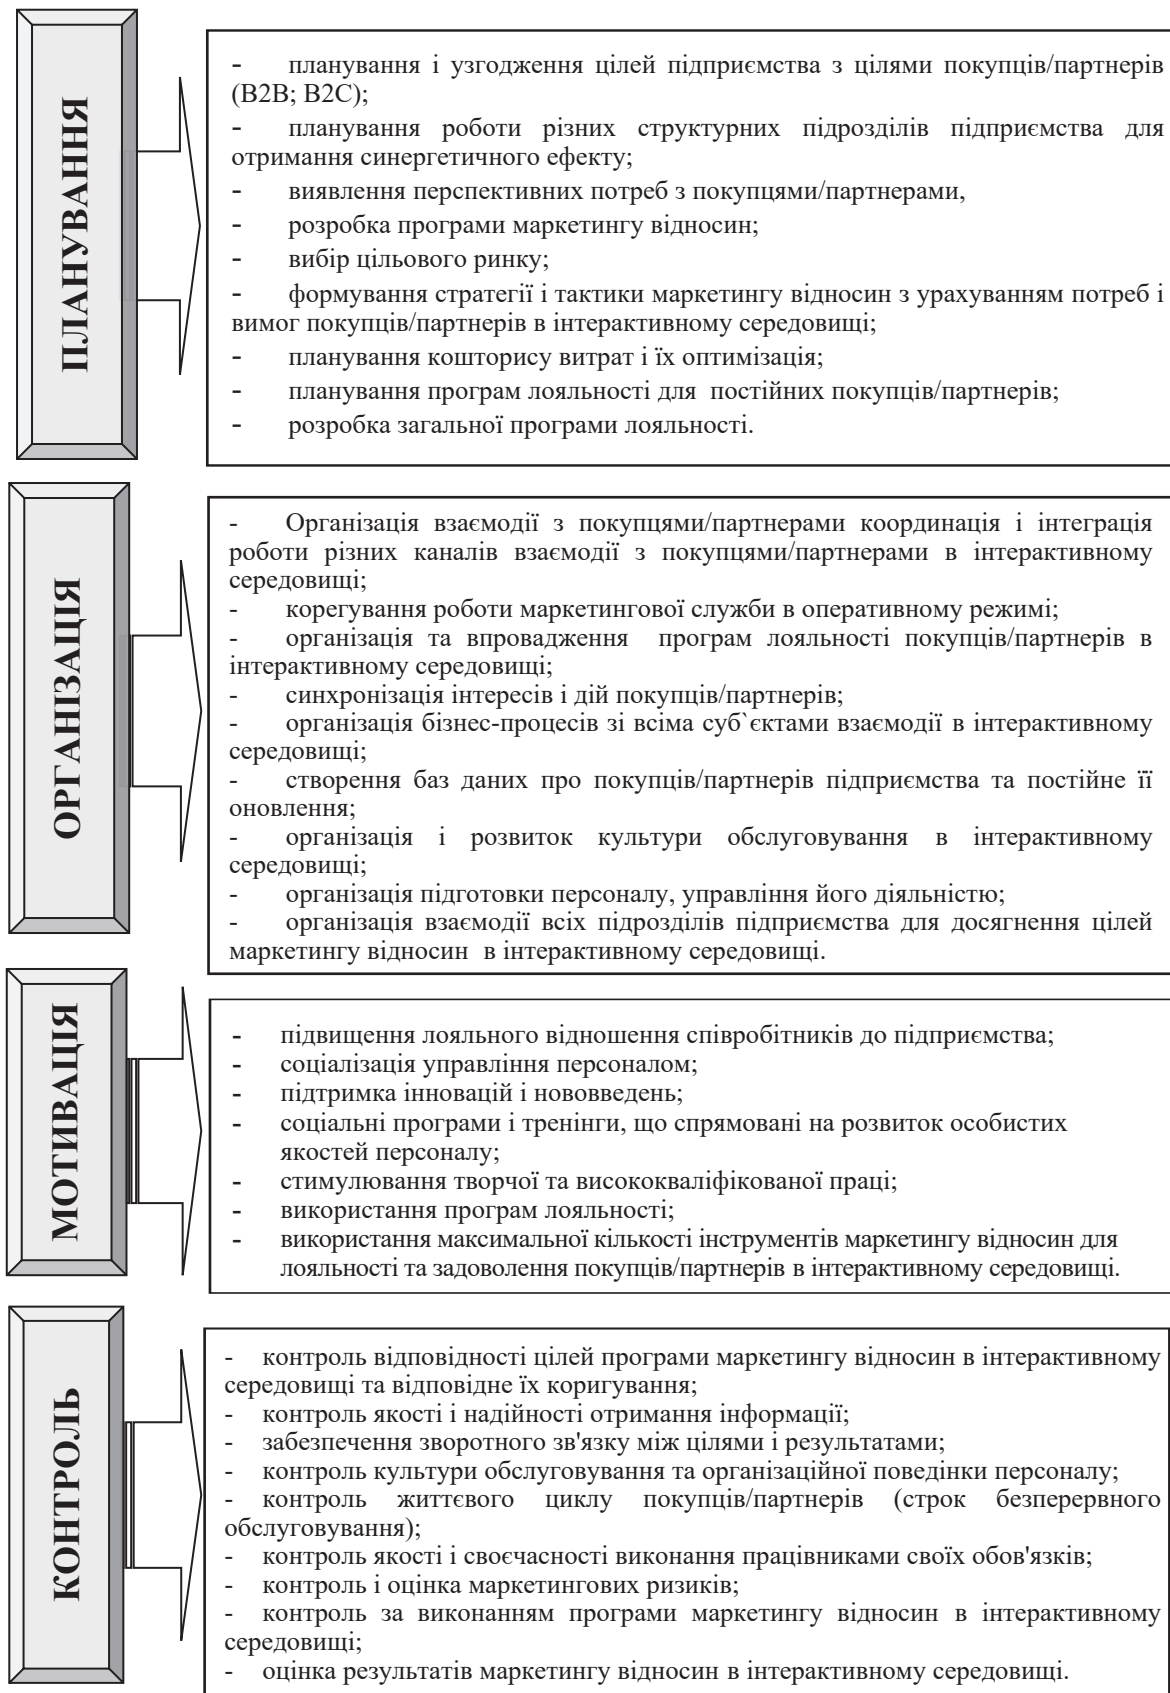 ПЛАНУВАННЯ
- планування і узгодження цілей підприємства з цілями покупців/партнерів
(B2B; B2C);
- планування роботи різних структурних підрозділів підприємства для
отримання синергетичного ефекту;
- виявлення перспективних потреб з покупцями/партнерами,
- розробка програми маркетингу відносин;
- вибір цільового ринку;
- формування стратегії і тактики маркетингу відносин з урахуванням потреб і
вимог покупців/партнерів в інтерактивному середовищі;
- планування кошторису витрат і їх оптимізація;
- планування програм лояльності для постійних покупців/партнерів;
- розробка загальної програми лояльності.
ОРГАНІЗАЦІЯ
- Організація взаємодії з покупцями/партнерами координація і інтеграція
роботи різних каналів взаємодії з покупцями/партнерами в інтерактивному
середовищі;
- корегування роботи маркетингової служби в оперативному режимі;
- організація та впровадження програм лояльності покупців/партнерів в
інтерактивному середовищі;
- синхронізація інтересів і дій покупців/партнерів;
- організація бізнес-процесів зі всіма суб`єктами взаємодії в інтерактивному
середовищі;
- створення баз даних про покупців/партнерів підприємства та постійне її
оновлення;
- організація і розвиток культури обслуговування в інтерактивному
середовищі;
- організація підготовки персоналу, управління його діяльністю;
- організація взаємодії всіх підрозділів підприємства для досягнення цілей
маркетингу відносин в інтерактивному середовищі.
МОТИВАЦІЯ
- підвищення лояльного відношення співробітників до підприємства;
- соціалізація управління персоналом;
- підтримка інновацій і нововведень;
- соціальні програми і тренінги, що спрямовані на розвиток особистих
якостей персоналу;
- стимулювання творчої та висококваліфікованої праці;
- використання програм лояльності;
- використання максимальної кількості інструментів маркетингу відносин для
лояльності та задоволення покупців/партнерів в інтерактивному середовищі.
КОНТРОЛЬ
- контроль відповідності цілей програми маркетингу відносин в інтерактивному
середовищі та відповідне їх коригування;
- контроль якості і надійності отримання інформації;
- забезпечення зворотного зв'язку між цілями і результатами;
- контроль культури обслуговування та організаційної поведінки персоналу;
- контроль життєвого циклу покупців/партнерів (строк безперервного
обслуговування);
- контроль якості і своєчасності виконання працівниками своїх обов'язків;
- контроль і оцінка маркетингових ризиків;
- контроль за виконанням програми маркетингу відносин в інтерактивному
середовищі;
- оцінка результатів маркетингу відносин в інтерактивному середовищі.